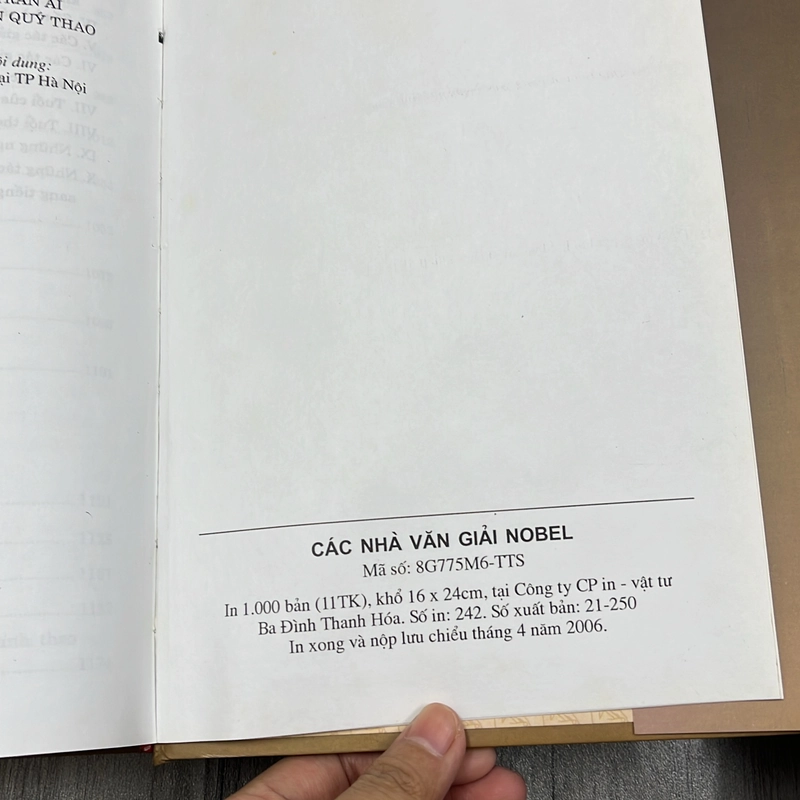 QUÝ THAO
dung:
TP Hà Nội
CÁC NHÀ VĂN GIẢI NOBEL
Mã số: 8G775M6-TTS
In 1.000 bản (11TK), khổ 16 x 24cm, tại Công ty CP in - vật tư
Ba Đình Thanh Hóa. Số in: 242. Số xuất bản: 21-250
In xong và nộp lưu chiểu tháng 4 năm 2006.